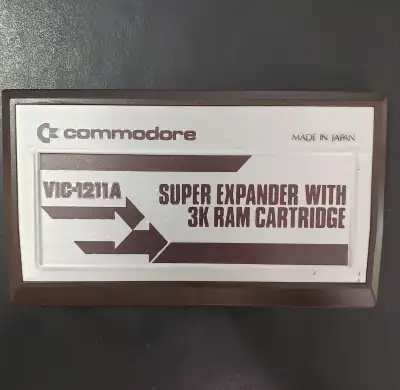 commodore
MADE IN JAPAN
VIC-1211A
SUPER EXPANDER WITH
3K RAM CARTRIDGE